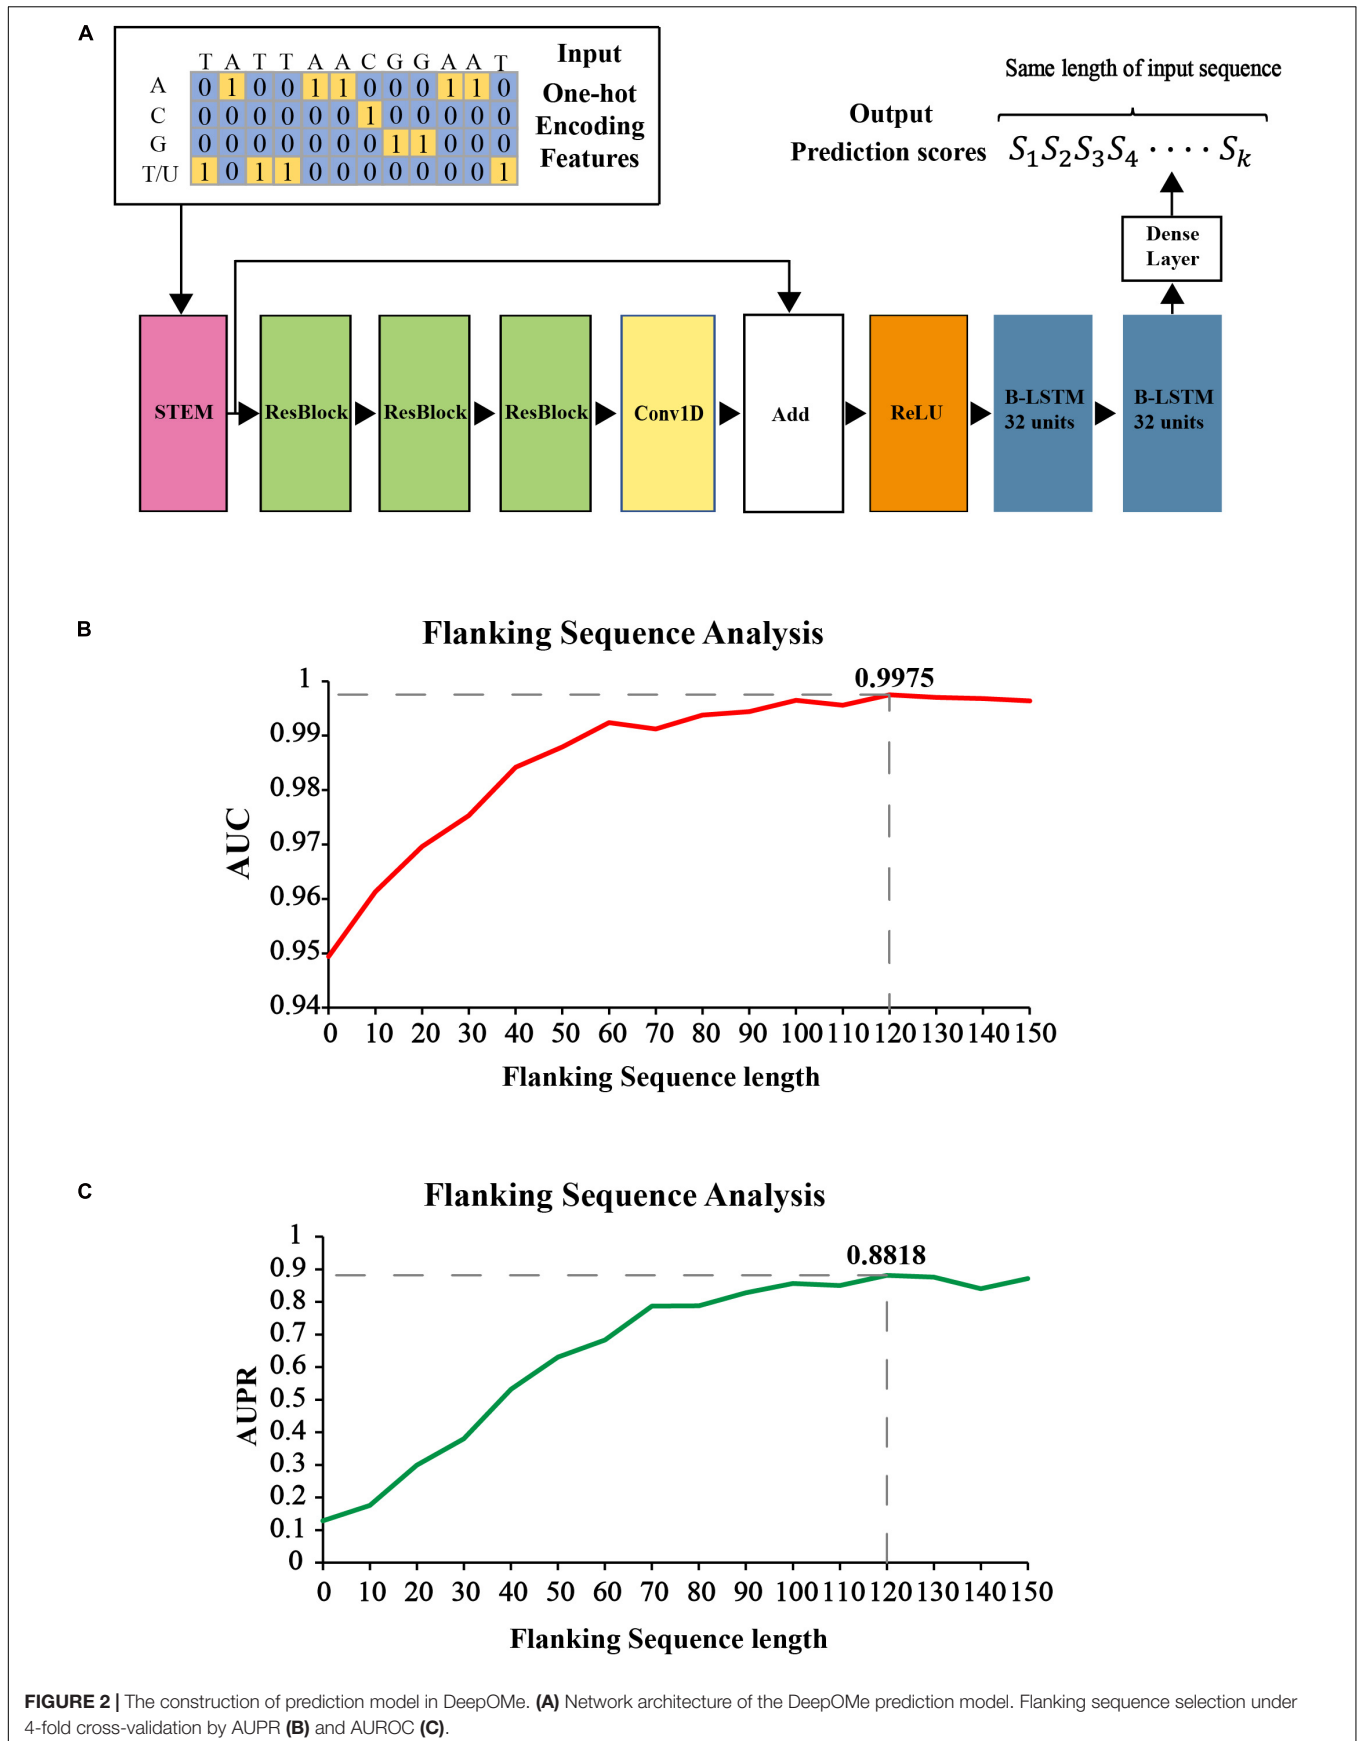 A
T A T T A A C G G A A T
Input
One-hot
Encoding
Features
A 0 1 0 0 1 1 0 0 0 1 1 0
C 0 0 0 0 0 0 1 0 0 0 0 0
G 0 0 0 0 0 0 0 1 1 0 0 0
T/U 1 0 1 1 0 0 0 0 0 0 0 1
Same length of input sequence
Output
Prediction scores S1S2S3S4 · · · · Sk
Dense
Layer
STEM
ResBlock
ResBlock
ResBlock
Conv1D
Add
ReLU
B-LSTM
32 units
B-LSTM
32 units
B
Flanking Sequence Analysis
0.9975
1
0.99
0.98
0.97
0.96
0.95
0.94
AUC
0 10 20 30 40 50 60 70 80 90 100 110 120 130 140 150
Flanking Sequence length
C
Flanking Sequence Analysis
0.8818
1
0.9
0.8
0.7
0.6
0.5
0.4
0.3
0.2
0.1
0
AUPR
0 10 20 30 40 50 60 70 80 90 100 110 120 130 140 150
Flanking Sequence length
FIGURE 2 | The construction of prediction model in DeepOMe. (A) Network architecture of the DeepOMe prediction model. Flanking sequence selection under
4-fold cross-validation by AUPR (B) and AUROC (C).